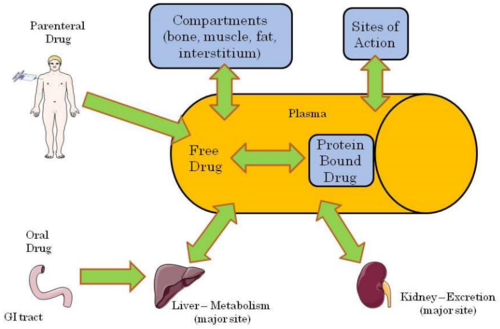 Parenteral
Drug
Compartments
(bone, muscle, fat,
interstitium)
Sites of
Action
Plasma
Free
Drug
Protein
Bound
Drug
Oral
Drug
GI tract
Liver – Metabolism
(major site)
Kidney – Excretion
(major site)